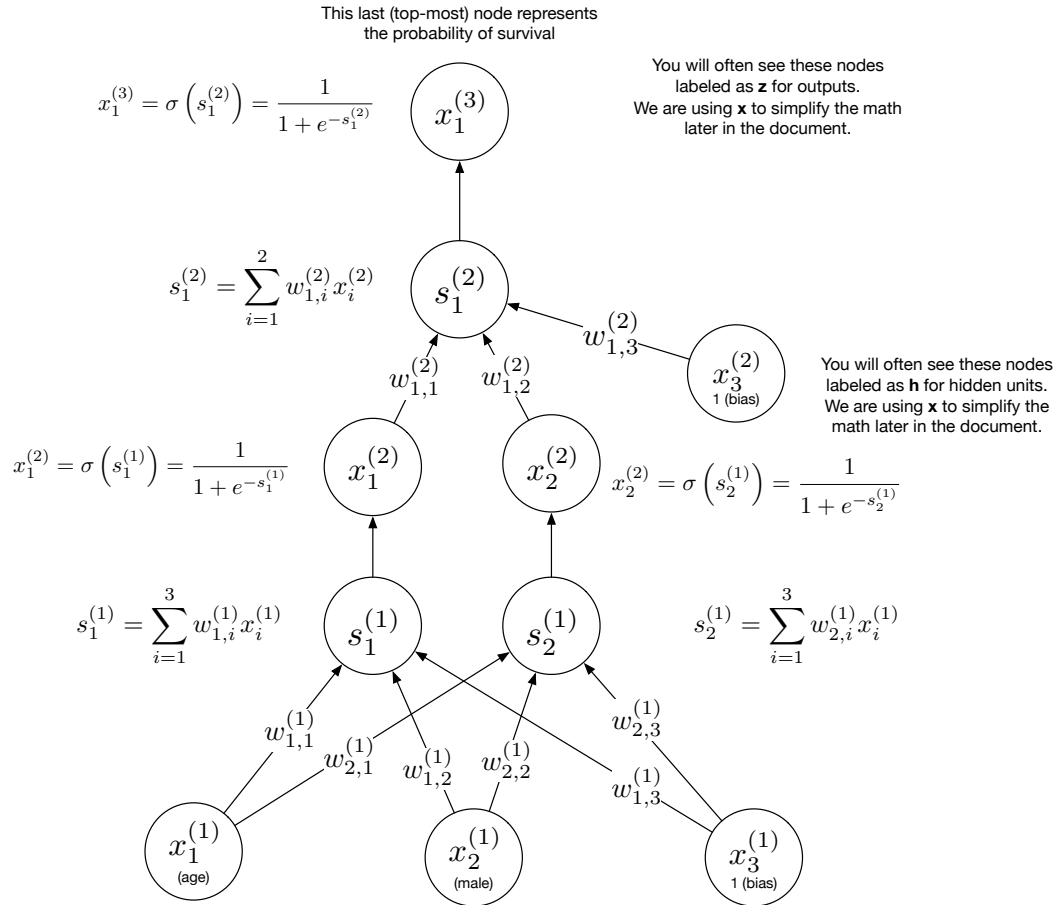 This last (top-most) node represents
the probability of survival
You will often see these nodes
labeled as z for outputs.
We are using x to simplify the math
later in the document.
x_1^{(3)} = σ(s_1^{(2)}) = \frac{1}{1 + e^{-s_1^{(2)}}}
x_1^{(3)}
s_1^{(2)} = \sum_{i=1}^{2} w_{1,i}^{(2)} x_i^{(2)}
s_1^{(2)}
w_{1,3}^{(2)}
x_3^{(2)}
1 (bias)
w_{1,1}^{(2)}
w_{1,2}^{(2)}
You will often see these nodes
labeled as h for hidden units.
We are using x to simplify the
math later in the document.
x_1^{(2)} = σ(s_1^{(1)}) = \frac{1}{1 + e^{-s_1^{(1)}}}
x_1^{(2)}
x_2^{(2)}
x_2^{(2)} = σ(s_2^{(1)}) = \frac{1}{1 + e^{-s_2^{(1)}}}
s_1^{(1)} = \sum_{i=1}^{3} w_{1,i}^{(1)} x_i^{(1)}
s_1^{(1)}
s_2^{(1)}
s_2^{(1)} = \sum_{i=1}^{3} w_{2,i}^{(1)} x_i^{(1)}
w_{1,1}^{(1)}
w_{2,1}^{(1)}
w_{1,2}^{(1)}
w_{2,2}^{(1)}
w_{2,3}^{(1)}
w_{1,3}^{(1)}
x_1^{(1)}
(age)
x_2^{(1)}
(male)
x_3^{(1)}
1 (bias)